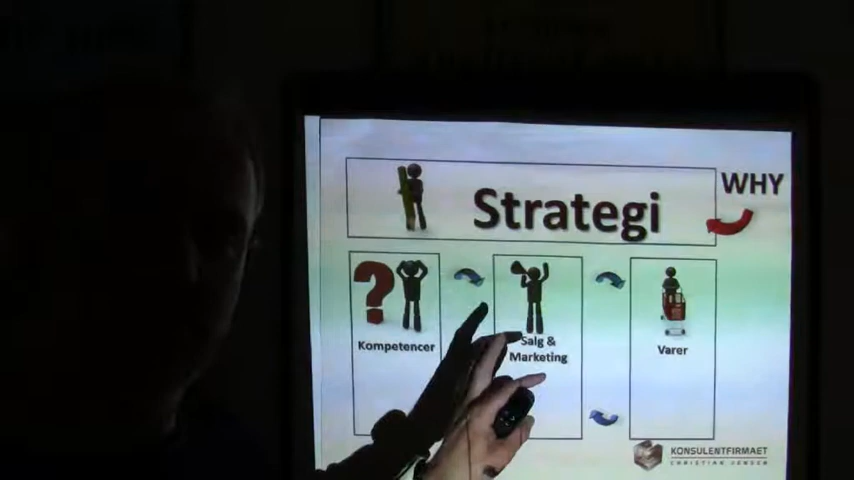 WHY
Strategi
Kompetencer
Salg &
Marketing
Varer
KONSULENTFIRMAET
CHRISTIAN JENSEN